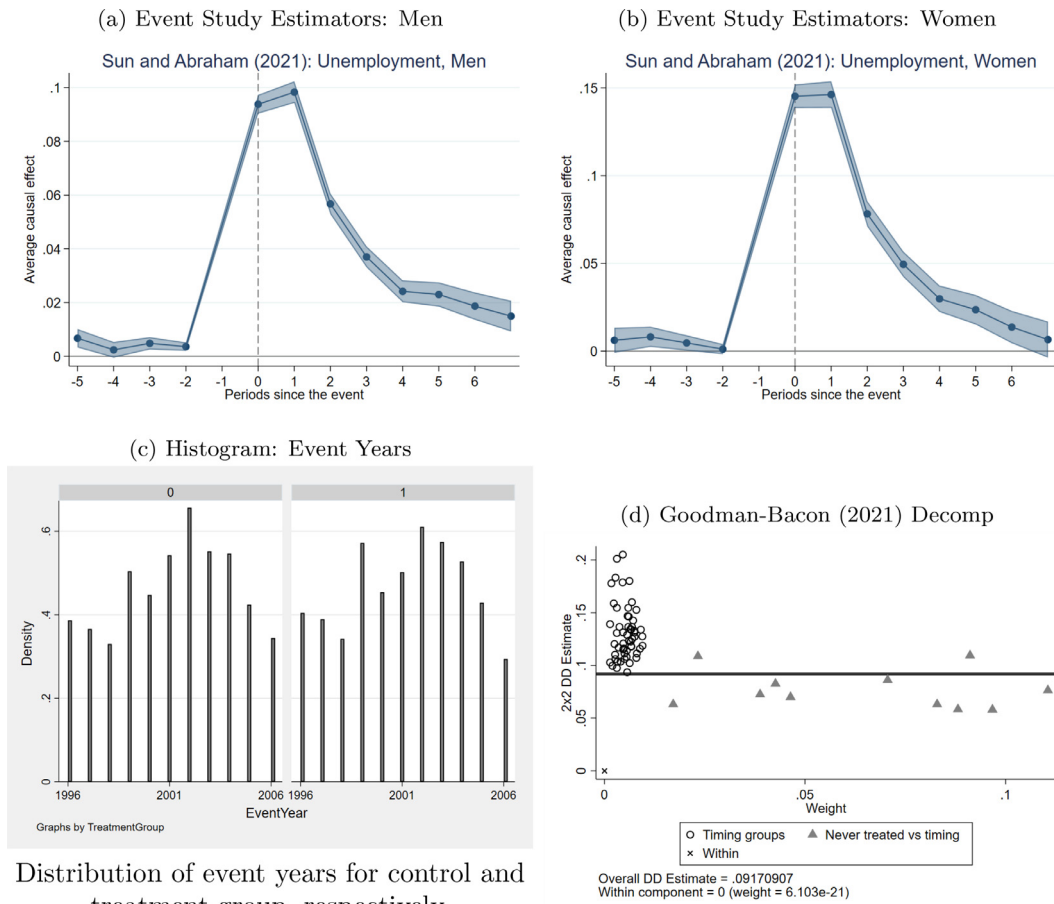 (a) Event Study Estimators: Men
Sun and Abraham (2021): Unemployment, Men
Average causal effect
.1
.08
.06
.04
.02
0
-5 -4 -3 -2 0 1 2 3 4 5 6
Periods since the event
(b) Event Study Estimators: Women
Sun and Abraham (2021): Unemployment, Women
Average causal effect
.15
.1
.05
0
-5 -4 -3 -2 0 1 2 3 4 5 6
Periods since the event
(c) Histogram: Event Years
0 1
Density
.6
.4
.2
0
1996 2001 2006 1996 2001 2006
EventYear
Graphs by TreatmentGroup
Distribution of event years for control and
treatment group, respectively
(d) Goodman-Bacon (2021) Decomp
2x2 DD Estimate
.2
.15
.1
.05
0
0 .05 .1
Weight
Timing groups Never treated vs timing
Within
Overall DD Estimate = .09170907
Within component = 0 (weight = 6.103e-21)